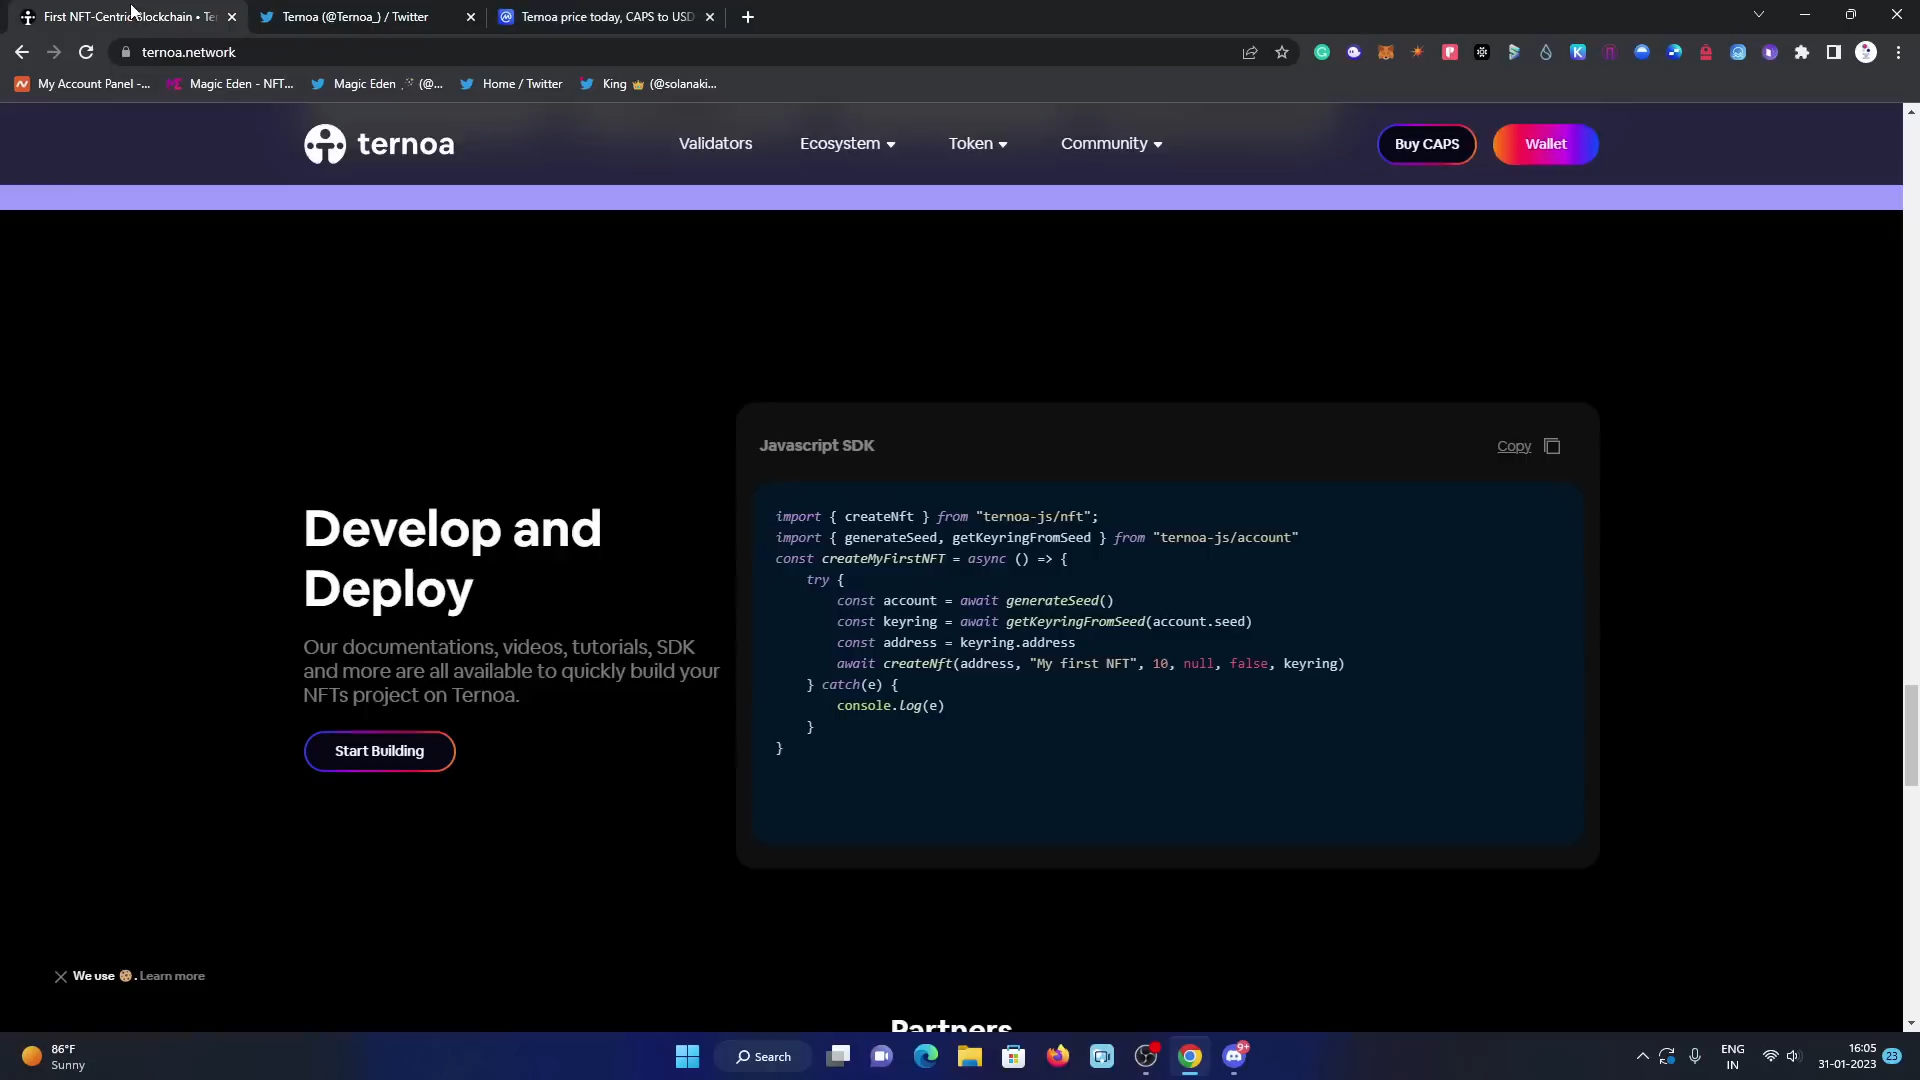 First NFT-Centric Blockchain • Ter
Ternoa (@Ternoa_) / Twitter
Ternoa price today, CAPS to USD
ternoa.network
My Account Panel -...
Magic Eden - NFT...
Magic Eden (@...
Home / Twitter
King 👑 (@solanaki...
ternoa
Validators
Ecosystem
Token
Community
Buy CAPS
Wallet
Javascript SDK
Copy
import { createNft } from "ternoa-js/nft";
import { generateSeed, getKeyringFromSeed } from "ternoa-js/account"
const createMyFirstNFT = async () => {
try {
const account = await generateSeed()
const keyring = await getKeyringFromSeed(account.seed)
const address = keyring.address
await createNft(address, "My first NFT", 10, null, false, keyring)
} catch(e) {
console.log(e)
}
}
Develop and
Deploy
Our documentations, videos, tutorials, SDK
and more are all available to quickly build your
NFTs project on Ternoa.
Start Building
We use 🍪. Learn more
Partners
86°F
Sunny
Search
9+
ENG
IN
16:05
31-01-2023
23